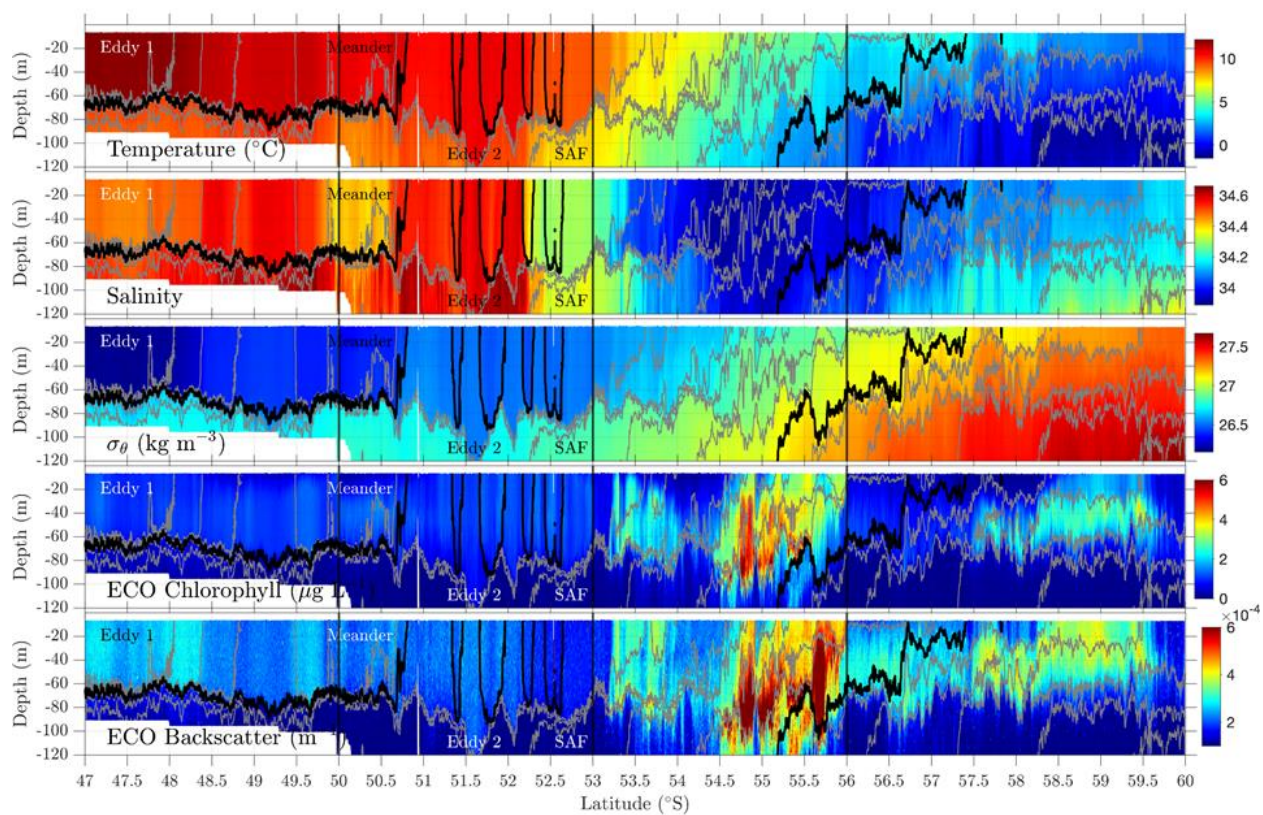 Eddy 1
Meander
-20
-40
-60
-80
-100
-120
Depth (m)
Temperature (°C)
Eddy 2
SAF
10
5
0
Eddy 1
Meander
-20
-40
-60
-80
-100
-120
Depth (m)
Salinity
Eddy 2
SAF
34.6
34.4
34.2
34
Eddy 1
Meander
-20
-40
-60
-80
-100
-120
Depth (m)
σθ (kg m⁻³)
Eddy 2
SAF
27.5
27
26.5
Eddy 1
Meander
-20
-40
-60
-80
-100
-120
Depth (m)
ECO Chlorophyll (μg L
Eddy 2
SAF
6
4
2
0
Eddy 1
Meander
-20
-40
-60
-80
-100
-120
Depth (m)
ECO Backscatter (m
Eddy 2
SAF
×10⁻⁴
6
4
2
47 47.5 48 48.5 49 49.5 50 50.5 51 51.5 52 52.5 53 53.5 54 54.5 55 55.5 56 56.5 57 57.5 58 58.5 59 59.5 60
Latitude (°S)